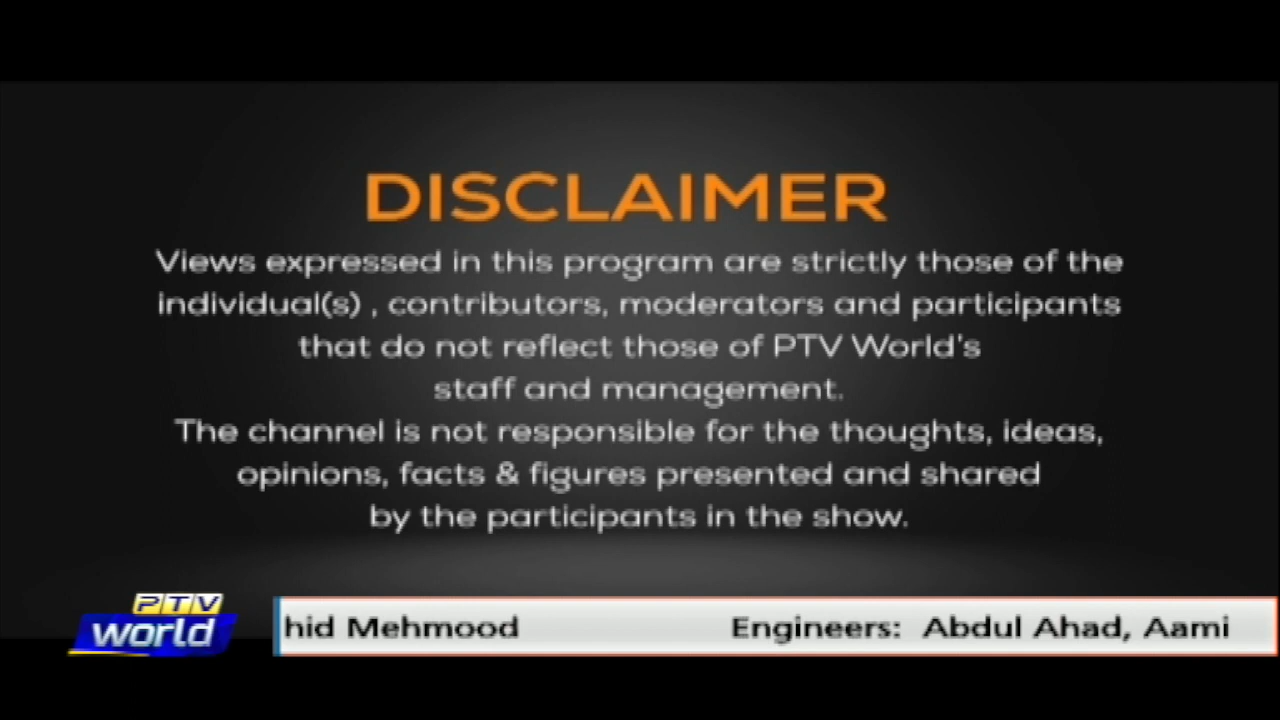 DISCLAIMER
Views expressed in this program are strictly those of the
individual(s) , contributors, moderators and participants
that do not reflect those of PTV World's
staff and management.
The channel is not responsible for the thoughts, ideas,
opinions, facts & figures presented and shared
by the participants in the show.
PTV
world
hid Mehmood Engineers: Abdul Ahad, Aami